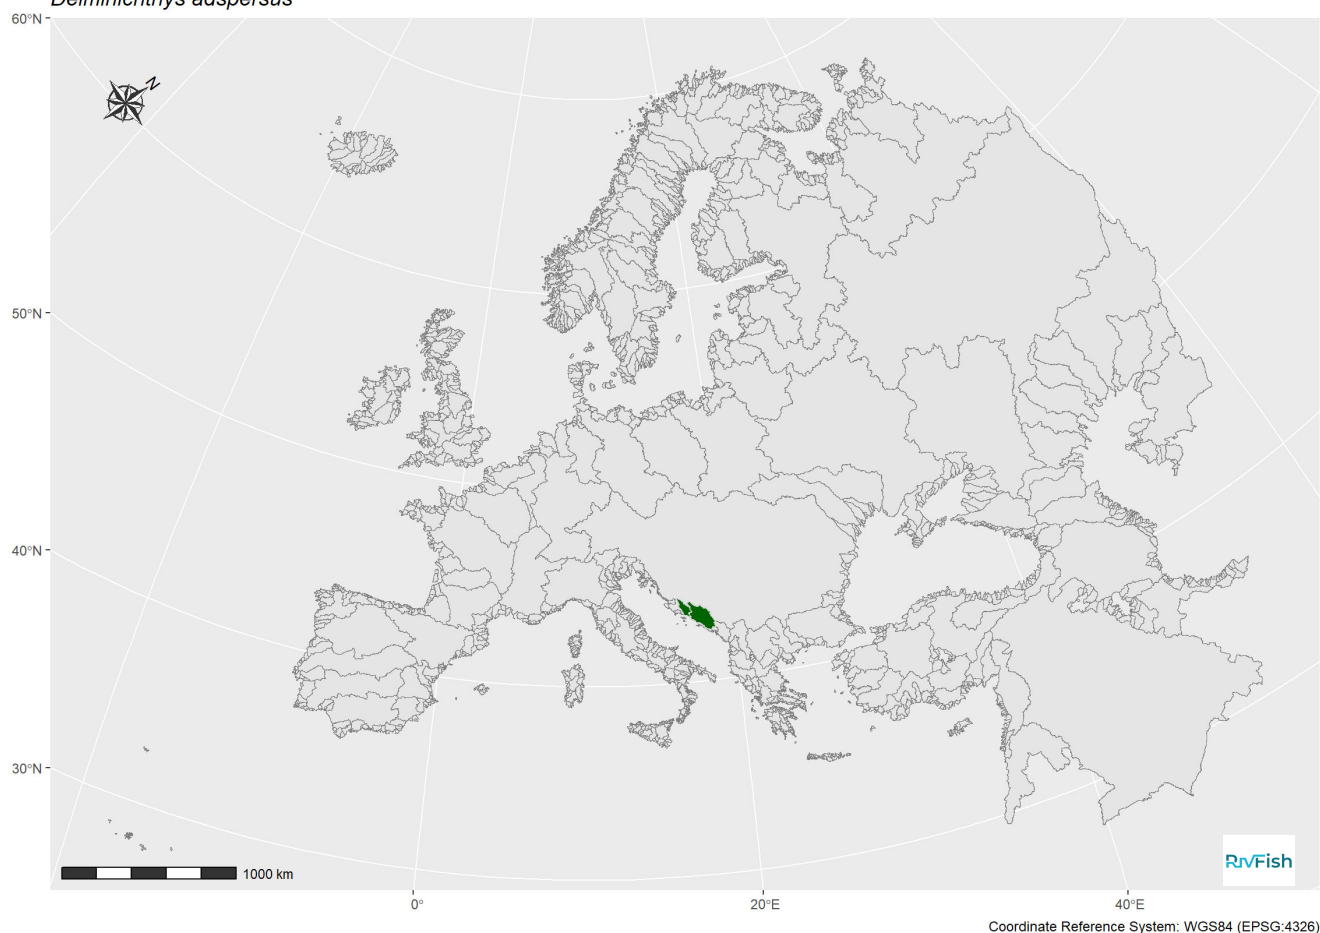 Delminichthys adspersus
60°N
N
50°N
40°N
30°N
1000 km
RIVFish
0°
20°E
40°E
Coordinate Reference System: WGS84 (EPSG:4326)